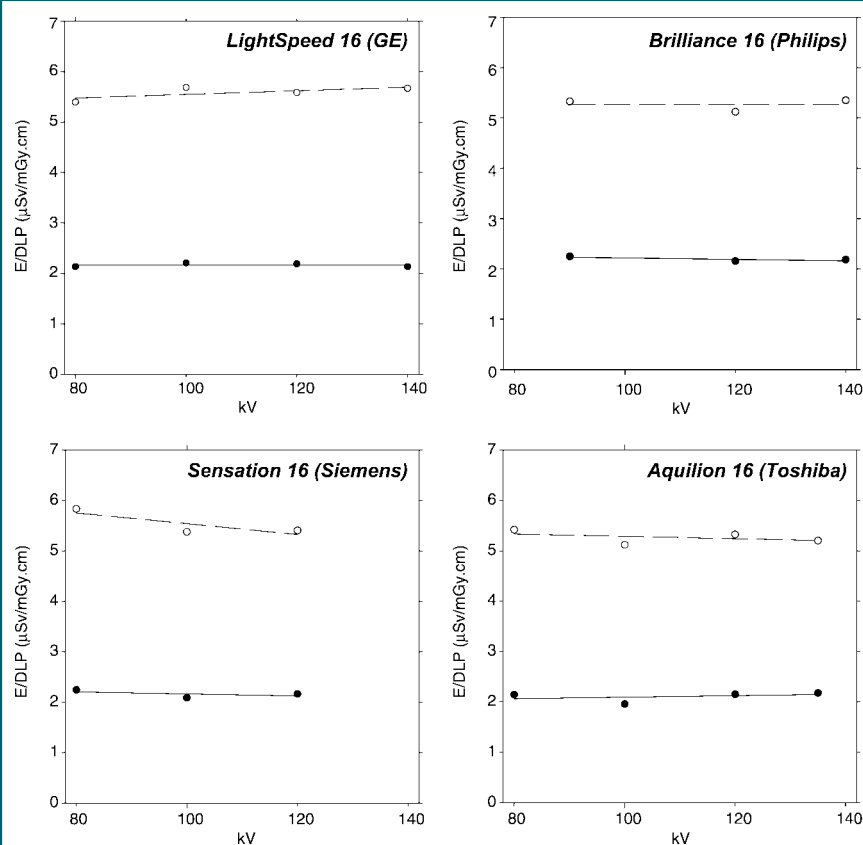 LightSpeed 16 (GE)
7
6
5
4
3
2
1
0
E/DLP (µSv/mGy.cm)
80 100 120 140
kV
Brilliance 16 (Philips)
7
6
5
4
3
2
1
0
E/DLP (µSv/mGy.cm)
80 100 120 140
kV
Sensation 16 (Siemens)
7
6
5
4
3
2
1
0
E/DLP (µSv/mGy.cm)
80 100 120 140
kV
Aquilion 16 (Toshiba)
7
6
5
4
3
2
1
0
E/DLP (µSv/mGy.cm)
80 100 120 140
kV